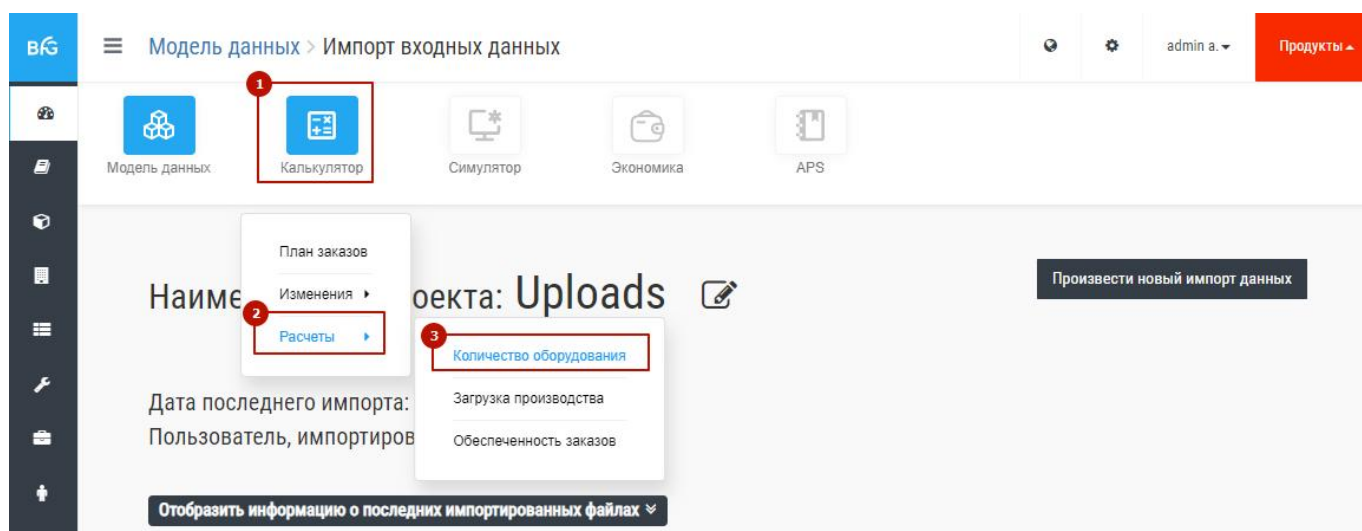 BFG
Модель данных > Импорт входных данных
admin a.
Продукты
1
Модель данных
Калькулятор
Симулятор
Экономика
APS
План заказов
Изменения
2
Расчеты
3
Количество оборудования
Загрузка производства
Обеспеченность заказов
Наиме
оекта: Uploads
Произвести новый импорт данных
Дата последнего импорта:
Пользователь, импортиров
Отобразить информацию о последних импортированных файлах